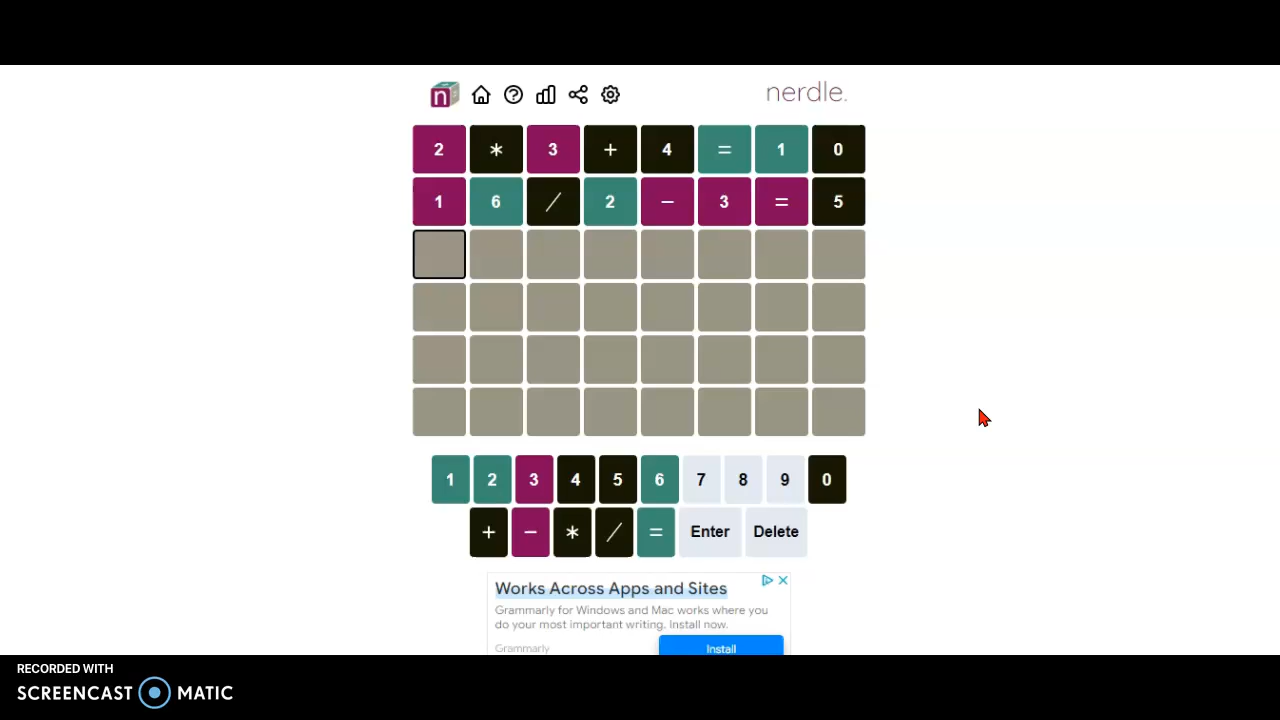 n nerdle.
2 * 3 + 4 = 1 0
1 6 / 2 − 3 = 5
1 2 3 4 5 6 7 8 9 0
+ − * / = Enter Delete
Works Across Apps and Sites
Grammarly for Windows and Mac works where you
do your most important writing. Install now.
Grammarly Install
RECORDED WITH
SCREENCAST MATIC